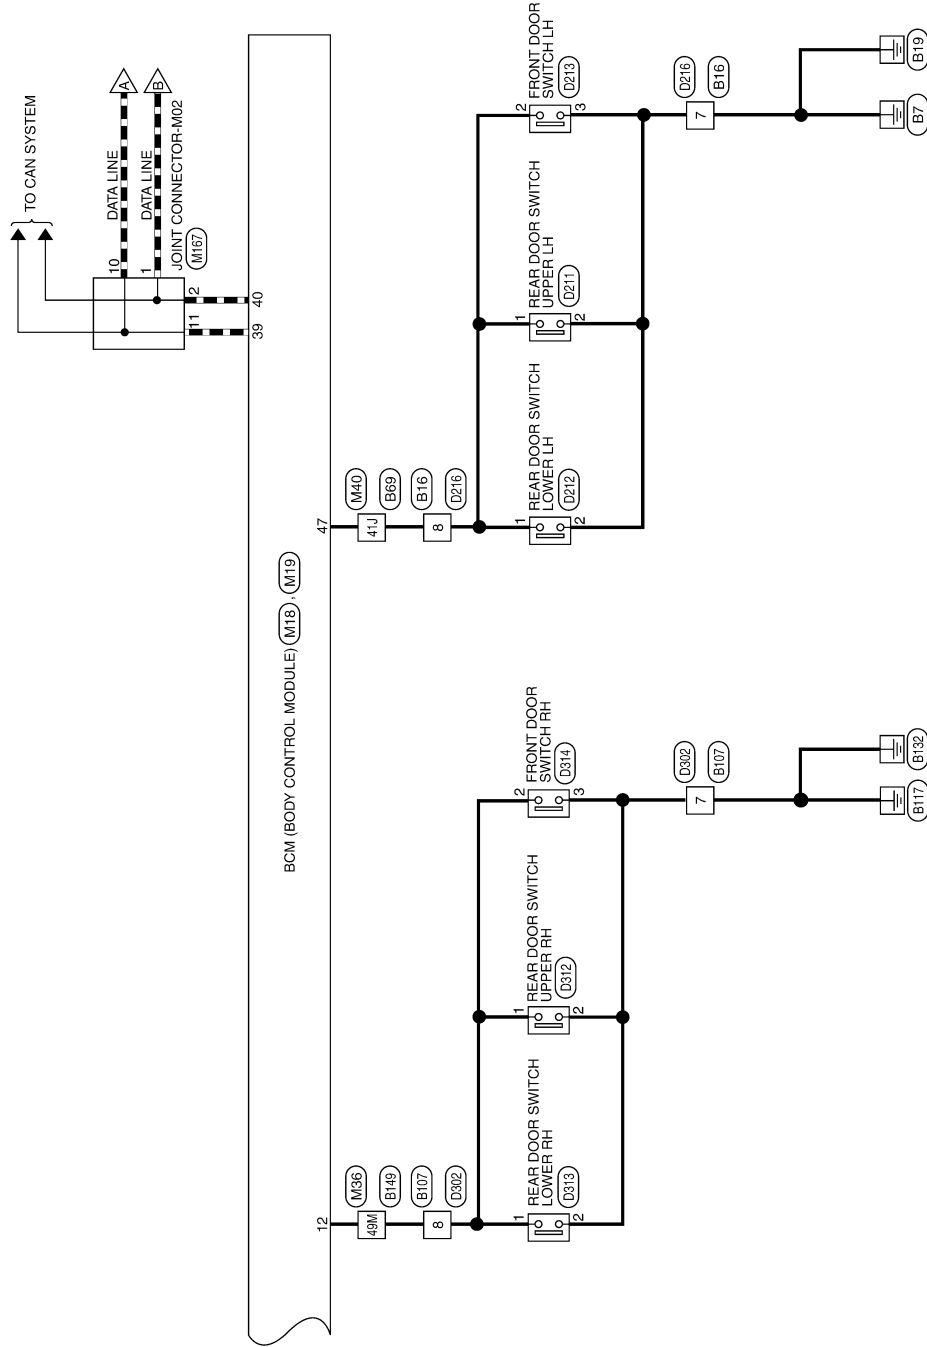 TO CAN SYSTEM
A
B
DATA LINE
DATA LINE
10
1
JOINT CONNECTOR-M02
M167
2
11
40
39
BCM (BODY CONTROL MODULE) M18 , M19
12
47
49M
M36
B149
8
B107
D302
41J
M40
B69
8
B16
D216
REAR DOOR SWITCH
LOWER RH
D313
1
2
REAR DOOR SWITCH
UPPER RH
D312
1
2
FRONT DOOR
SWITCH RH
D314
2
3
REAR DOOR SWITCH
LOWER LH
D212
1
2
REAR DOOR SWITCH
UPPER LH
D211
1
2
FRONT DOOR
SWITCH LH
D213
2
3
7
D302
B107
7
D216
B16
B117
B132
B7
B19